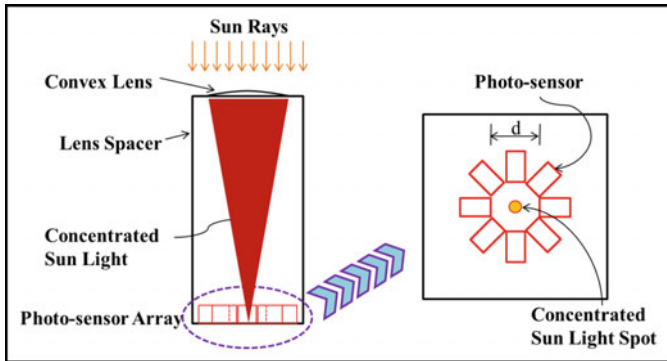 Sun Rays
Convex Lens
Lens Spacer
Concentrated
Sun Light
Photo-sensor Array
Photo-sensor
d
Concentrated
Sun Light Spot